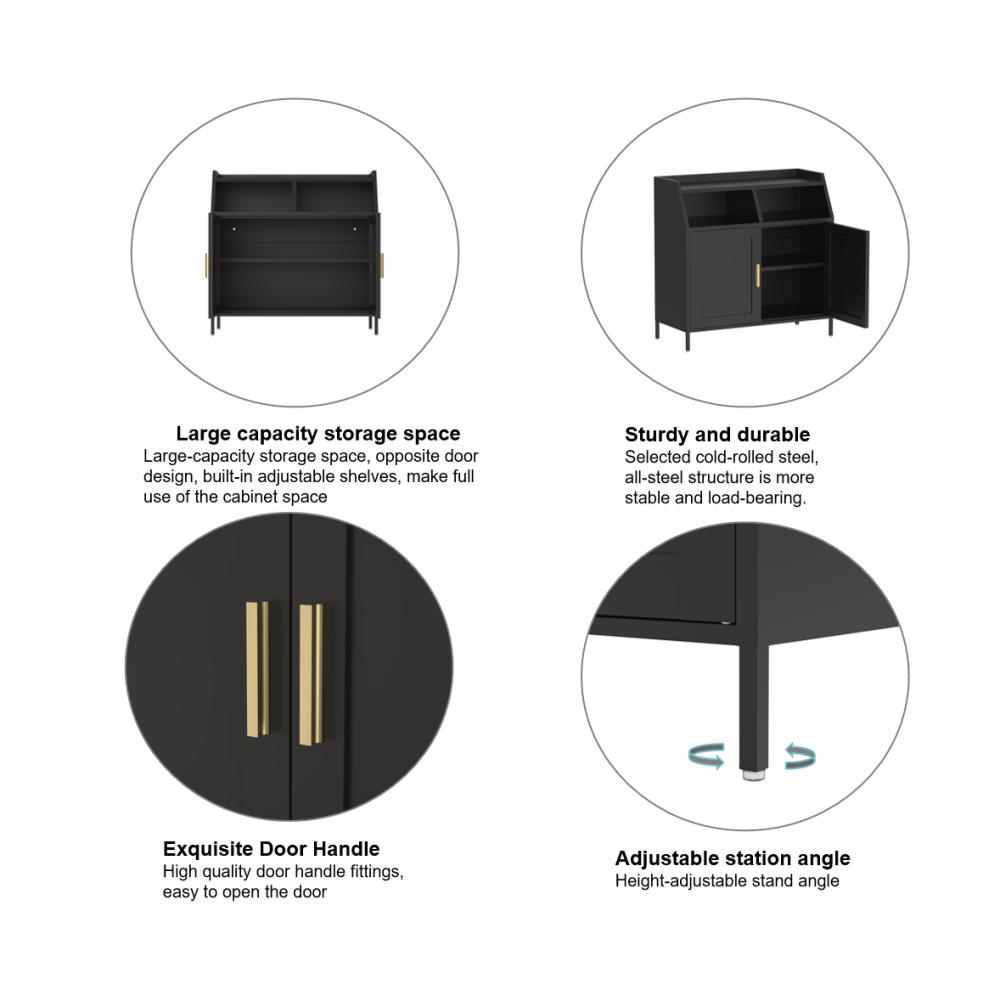 Large capacity storage space
Large-capacity storage space, opposite door
design, built-in adjustable shelves, make full
use of the cabinet space
Sturdy and durable
Selected cold-rolled steel,
all-steel structure is more
stable and load-bearing.
Exquisite Door Handle
High quality door handle fittings,
easy to open the door
Adjustable station angle
Height-adjustable stand angle